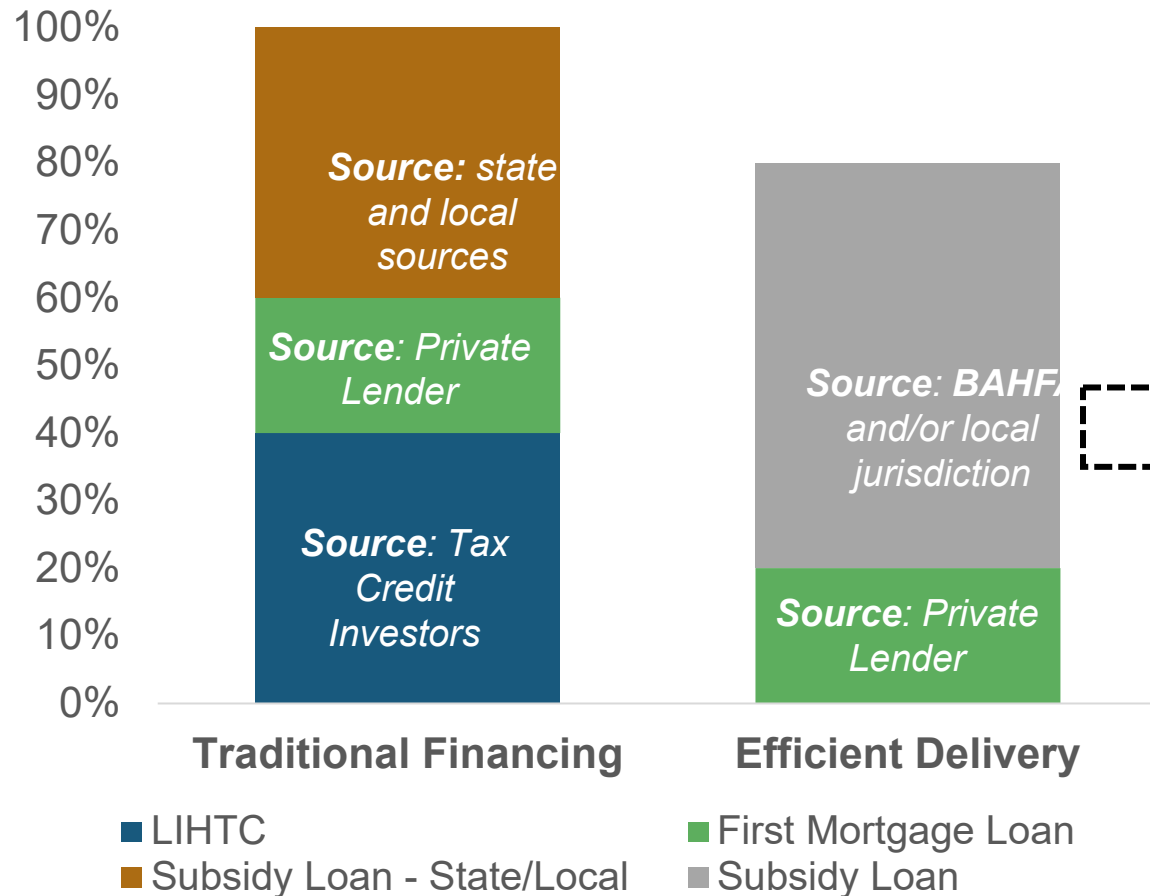 100%
90%
80%
70%
60%
50%
40%
30%
20%
10%
0%
Source: state
and local
sources
Source: Private
Lender
Source: Tax
Credit
Investors
Source: BAHFA
and/or local
jurisdiction
Source: Private
Lender
Traditional Financing
Efficient Delivery
LIHTC
First Mortgage Loan
Subsidy Loan - State/Local
Subsidy Loan